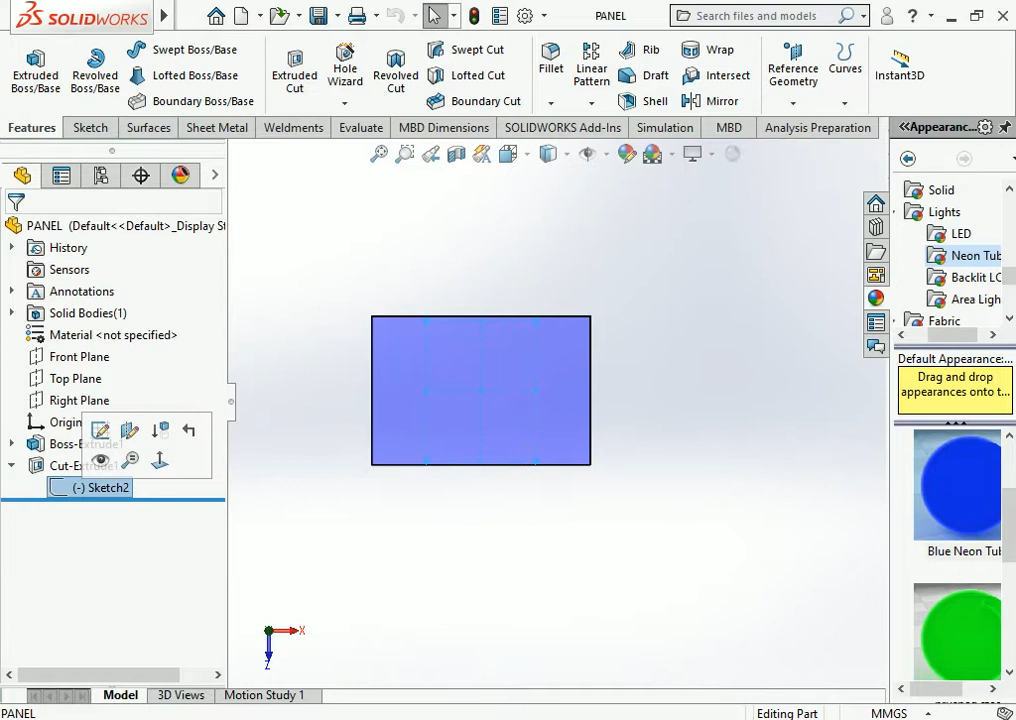 SOLIDWORKS
PANEL
Search files and models
Extruded Boss/Base
Revolved Boss/Base
Swept Boss/Base
Lofted Boss/Base
Boundary Boss/Base
Extruded Cut
Hole Wizard
Revolved Cut
Swept Cut
Lofted Cut
Boundary Cut
Fillet
Linear Pattern
Rib
Draft
Shell
Wrap
Intersect
Mirror
Reference Geometry
Curves
Instant3D
Features
Sketch
Surfaces
Sheet Metal
Weldments
Evaluate
MBD Dimensions
SOLIDWORKS Add-Ins
Simulation
MBD
Analysis Preparation
<<Appearanc...
PANEL (Default<<Default>_Display St
History
Sensors
Annotations
Solid Bodies(1)
Material <not specified>
Front Plane
Top Plane
Right Plane
Origin
Boss-Extrude1
Cut-Extrude1
(-) Sketch2
X
Z
Solid
Lights
LED
Neon Tub
Backlit LC
Area Ligh
Fabric
Default Appearance:...
Drag and drop
appearances onto t...
Blue Neon Tub
Model
3D Views
Motion Study 1
PANEL
Editing Part
MMGS